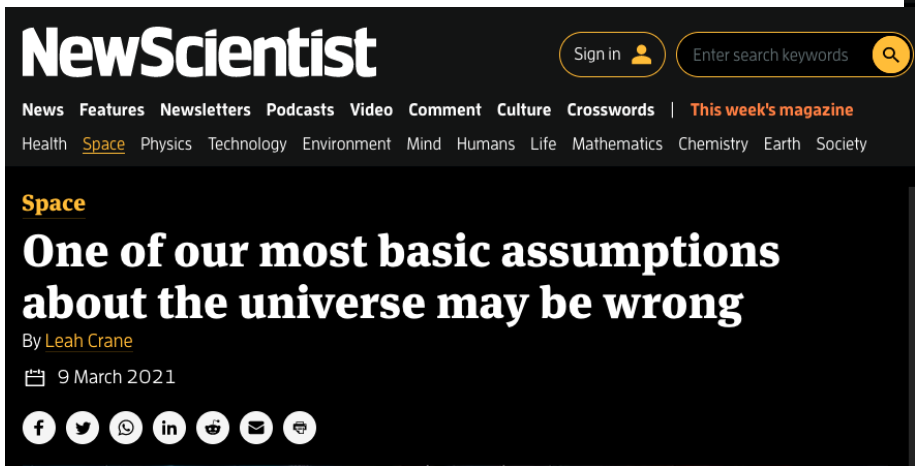 NewScientist
Sign in
Enter search keywords
News Features Newsletters Podcasts Video Comment Culture Crosswords | This week's magazine
Health Space Physics Technology Environment Mind Humans Life Mathematics Chemistry Earth Society
Space
One of our most basic assumptions
about the universe may be wrong
By Leah Crane
9 March 2021